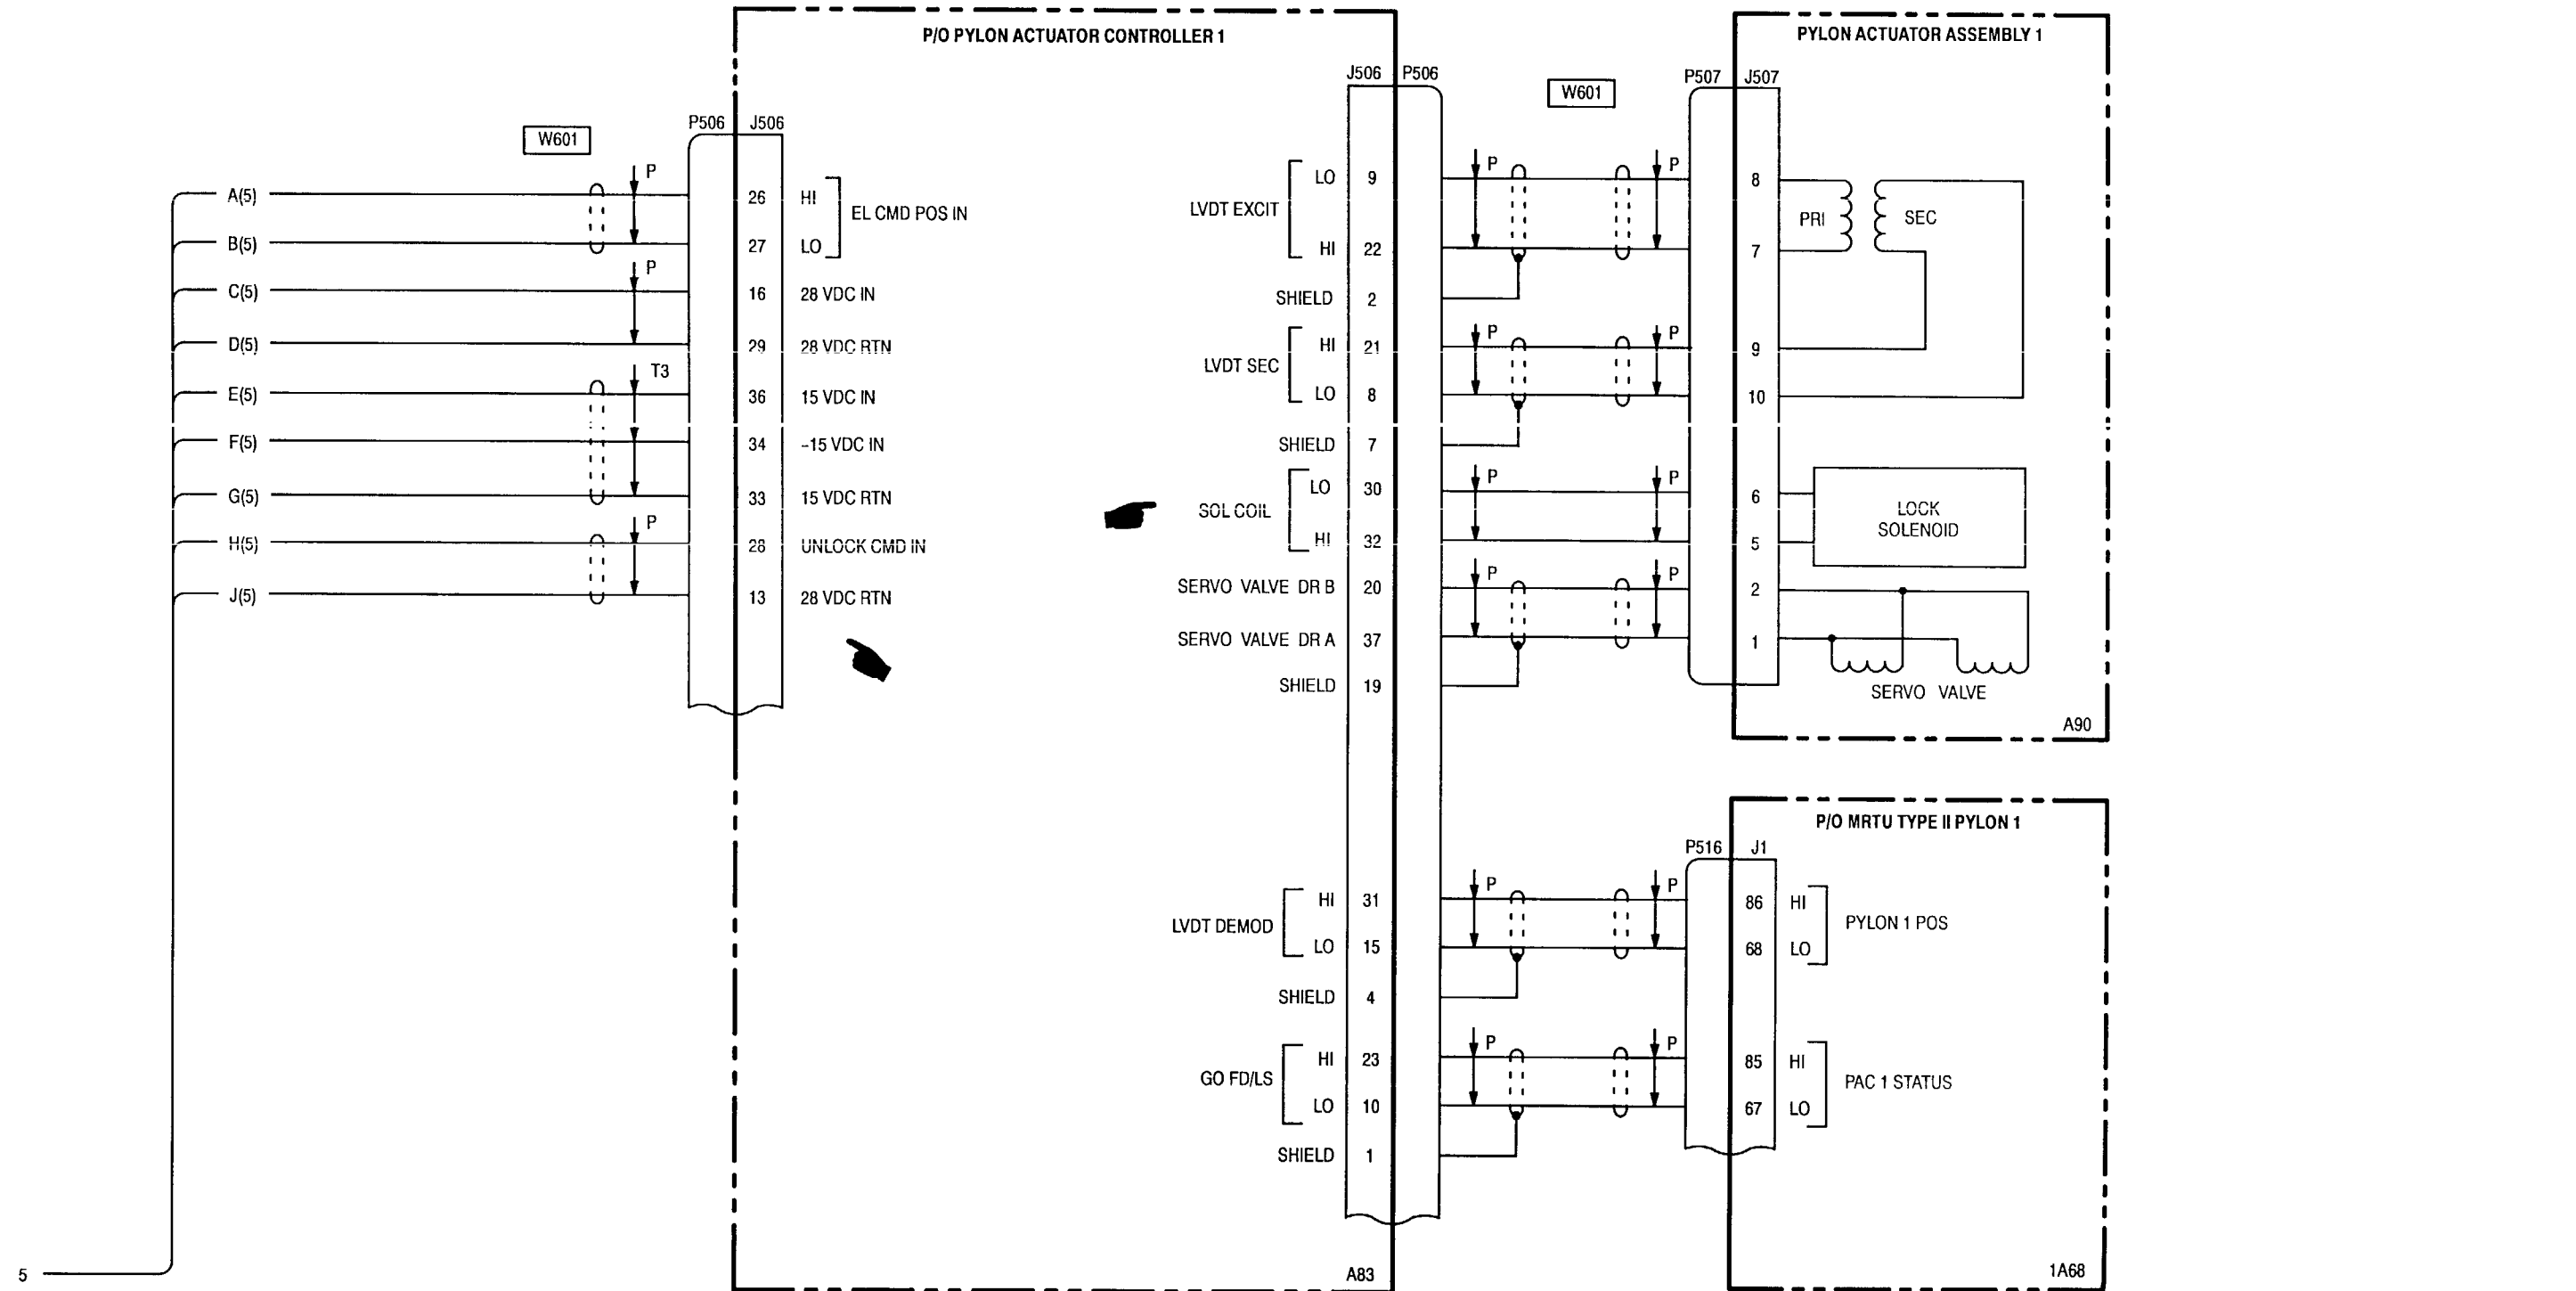 P/O PYLON ACTUATOR CONTROLLER 1
P506 J506
W601
A(5) P 26 HI
EL CMD POS IN
B(5) 27 LO
C(5) P 16 28 VDC IN
D(5) 29 28 VDC RTN
E(5) T3 36 15 VDC IN
F(5) 34 -15 VDC IN
G(5) 33 15 VDC RTN
H(5) P 28 UNLOCK CMD IN
J(5) 13 28 VDC RTN
5
J506 P506
W601
LVDT EXCIT
LO 9 P P
HI 22
SHIELD 2
LVDT SEC
HI 21 P P
LO 8
SHIELD 7
SOL COIL
LO 30 P P
HI 32
SERVO VALVE DR B 20 P P
SERVO VALVE DR A 37
SHIELD 19
LVDT DEMOD
HI 31 P P
LO 15
SHIELD 4
GO FD/LS
HI 23 P P
LO 10
SHIELD 1
A83
PYLON ACTUATOR ASSEMBLY 1
P507 J507
8
PRI SEC
7
9
10
6
LOCK
SOLENOID
5
2
1
SERVO VALVE
A90
P/O MRTU TYPE II PYLON 1
P516 J1
86 HI
PYLON 1 POS
68 LO
85 HI
PAC 1 STATUS
67 LO
1A68